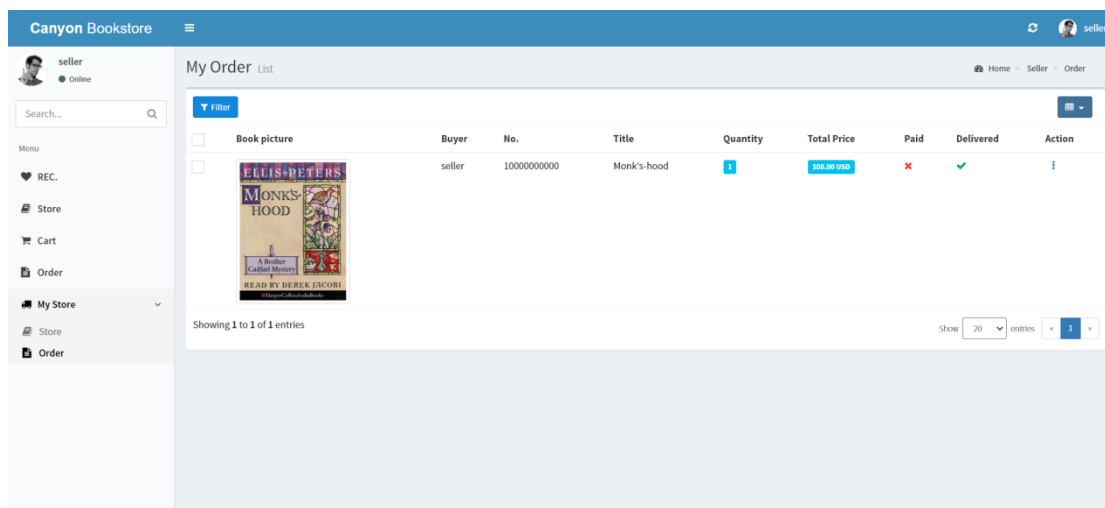 Canyon Bookstore
selle
seller
Online
Search...
Menu
REC.
Store
Cart
Order
My Store
Store
Order
My Order List
Home > Seller > Order
Filter
Book picture Buyer No. Title Quantity Total Price Paid Delivered Action
seller 10000000000 Monk's-hood 1 108.00 USD
ELLIS PETERS
MONK'S-
HOOD
A Brother
Cadfael Mystery
READ BY DEREK JACOBI
HarperCollinsAudioBooks
Showing 1 to 1 of 1 entries
Show 20 entries « 1 »